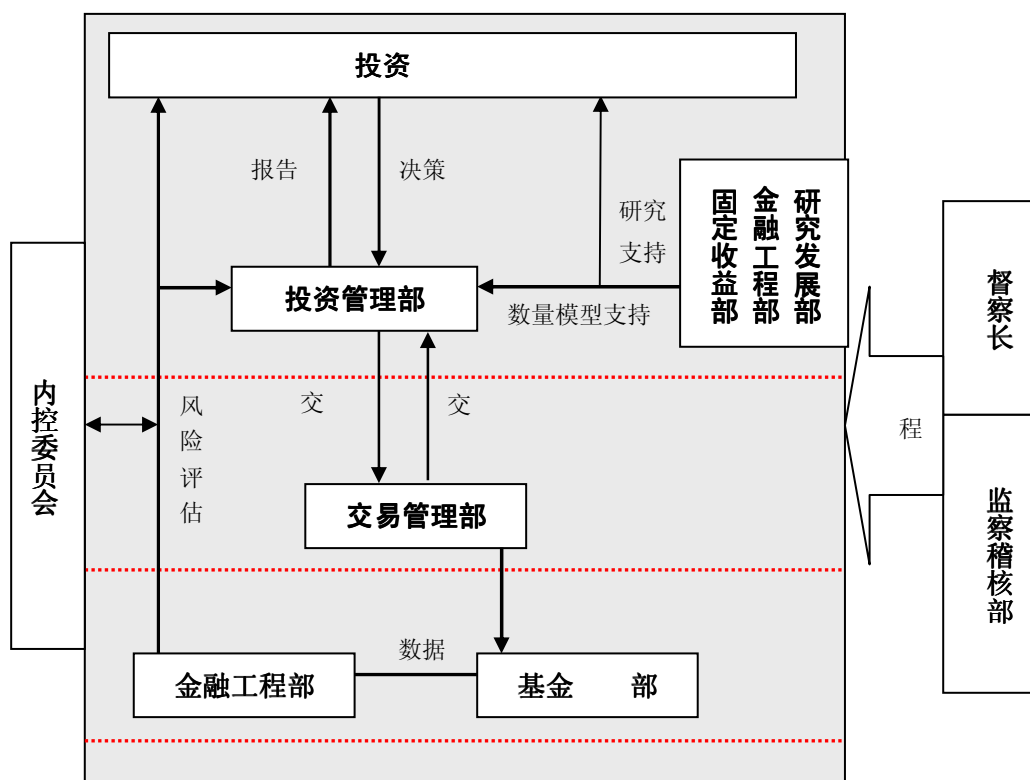 投资
报告
决策
研究
支持
固定收益部
金融工程部
研究发展部
投资管理部
数量模型支持
督察长
内控委员会
风险评估
交
交
程
交易管理部
监察稽核部
数据
金融工程部
基金 部